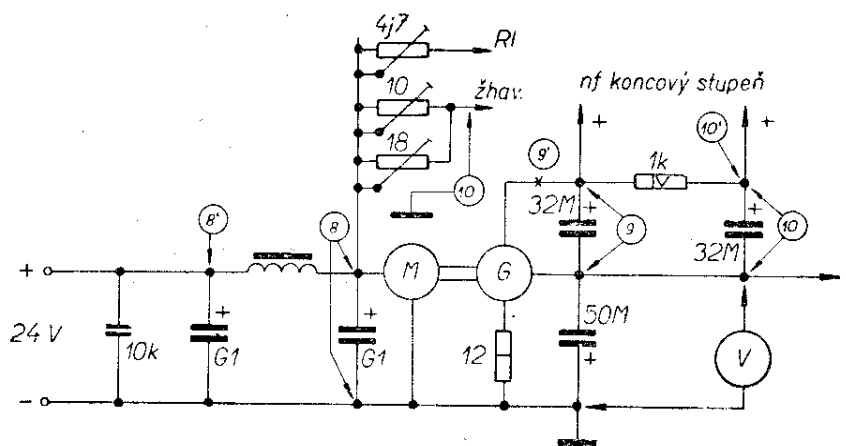 4j7
Rl
10
žhav.
nf koncový stupeň
+
+
18
9'
10'
1k
10
32M
+
9
+
10
32M
8'
8
M
G
+
+
+
50M
24 V
10k
G1
G1
12
+
V
-